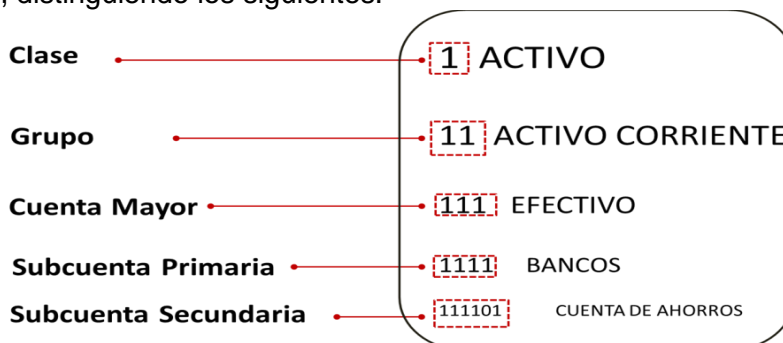 , distinguiendo los siguientes:
Clase 1 ACTIVO
Grupo 11 ACTIVO CORRIENTE
Cuenta Mayor 111 EFECTIVO
Subcuenta Primaria 1111 BANCOS
Subcuenta Secundaria 111101 CUENTA DE AHORROS